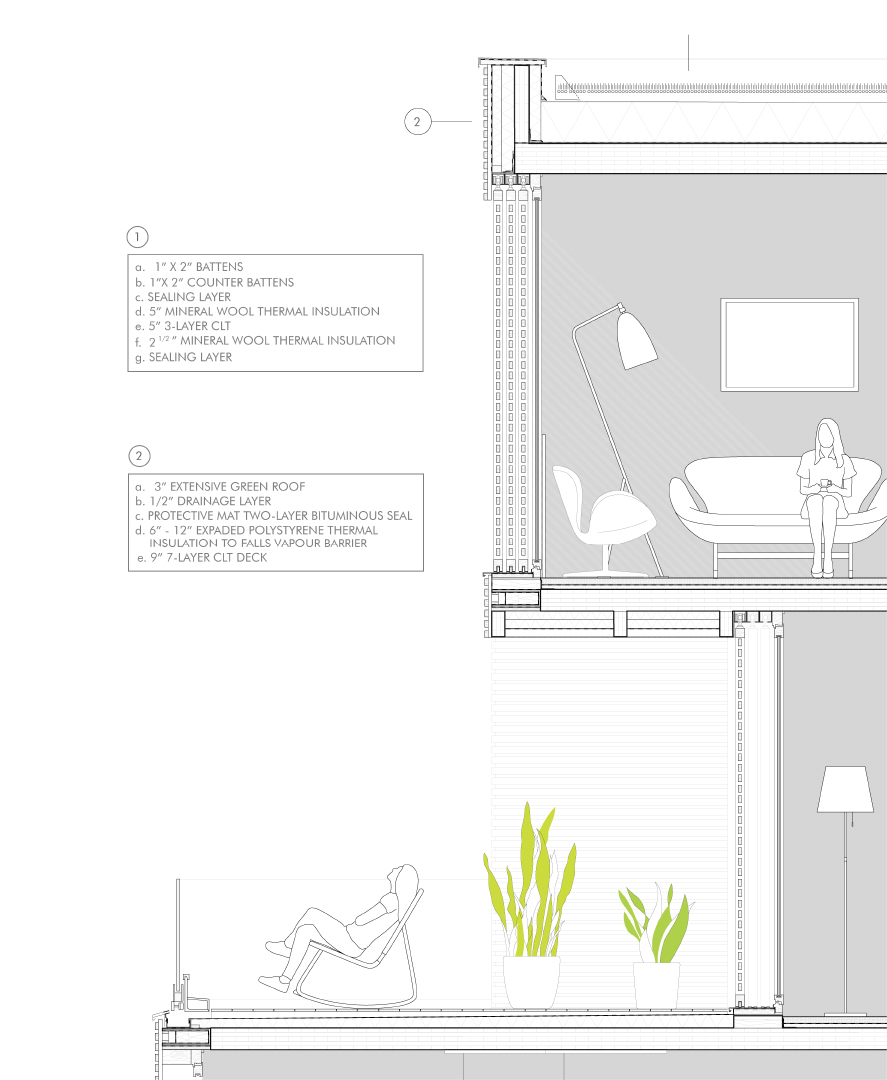 2
1
a. 1" X 2" BATTENS
b. 1"X 2" COUNTER BATTENS
c. SEALING LAYER
d. 5" MINERAL WOOL THERMAL INSULATION
e. 5" 3-LAYER CLT
f. 2 1/2 " MINERAL WOOL THERMAL INSULATION
g. SEALING LAYER
2
a. 3" EXTENSIVE GREEN ROOF
b. 1/2" DRAINAGE LAYER
c. PROTECTIVE MAT TWO-LAYER BITUMINOUS SEAL
d. 6" - 12" EXPADED POLYSTYRENE THERMAL
INSULATION TO FALLS VAPOUR BARRIER
e. 9" 7-LAYER CLT DECK